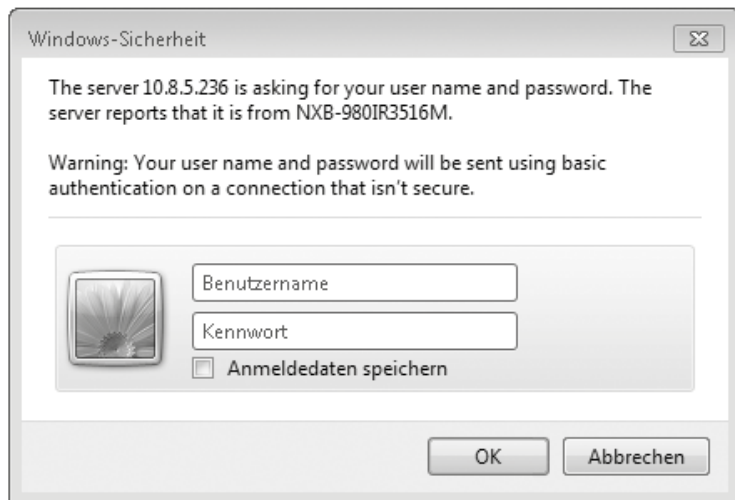 Windows-Sicherheit
The server 10.8.5.236 is asking for your user name and password. The
server reports that it is from NXB-980IR3516M.
Warning: Your user name and password will be sent using basic
authentication on a connection that isn't secure.
Benutzername
Kennwort
Anmeldedaten speichern
OK
Abbrechen